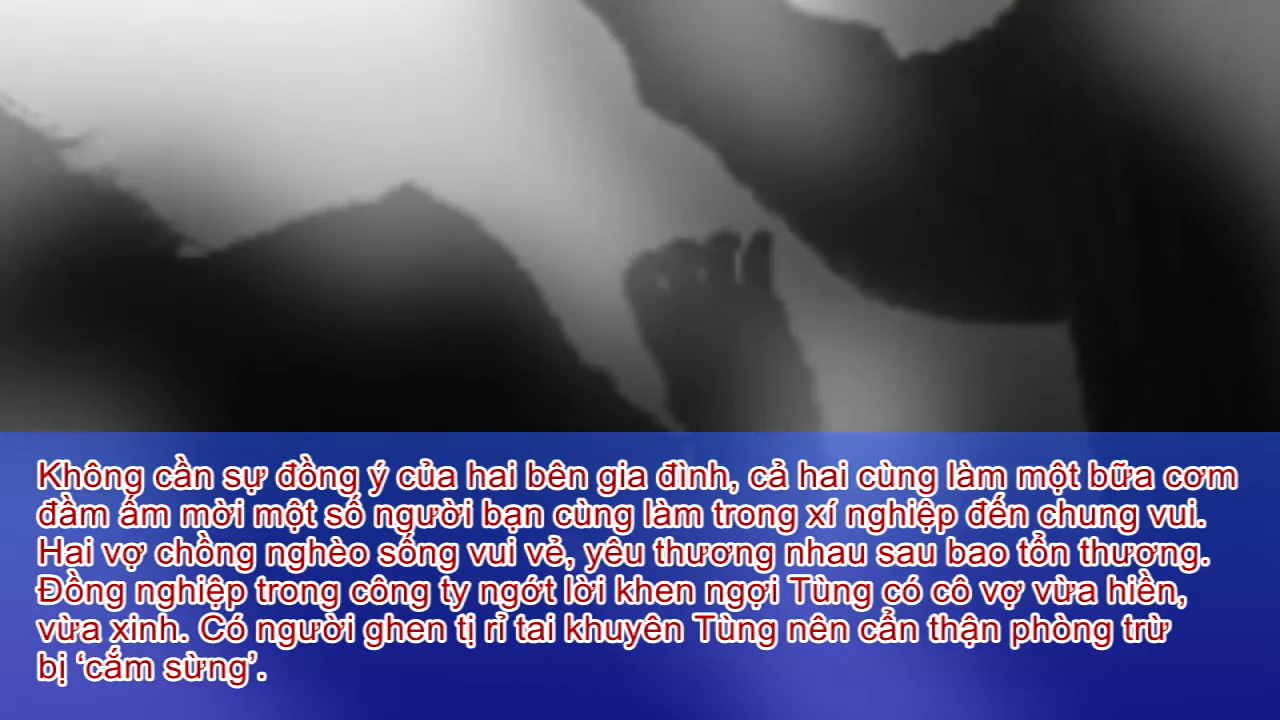 Không cần sự đồng ý của hai bên gia đình, cả hai cùng làm một bữa cơm
đầm ấm mời một số người bạn cùng làm trong xí nghiệp đến chung vui.
Hai vợ chồng nghèo sống vui vẻ, yêu thương nhau sau bao tổn thương.
Đồng nghiệp trong công ty ngớt lời khen ngợi Tùng có cô vợ vừa hiền,
vừa xinh. Có người ghen tị rỉ tai khuyên Tùng nên cẩn thận phòng trừ
bị ‘cắm sừng’.